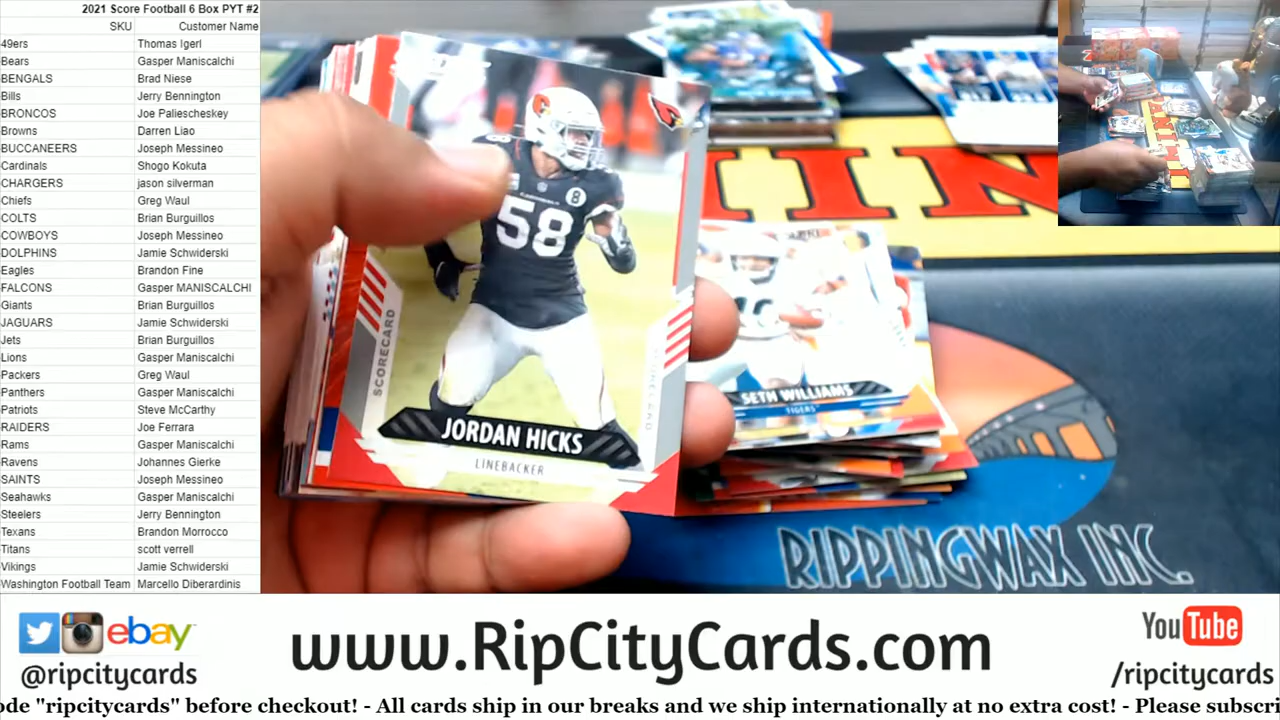 2021 Score Football 6 Box PYT #2
SKU Customer Name
49ers Thomas Igerl
Bears Gasper Maniscalchi
BENGALS Brad Niese
Bills Jerry Bennington
BRONCOS Joe Paliescheskey
Browns Darren Liao
BUCCANEERS Joseph Messineo
Cardinals Shogo Kokuta
CHARGERS jason silverman
Chiefs Greg Waul
COLTS Brian Burguillos
COWBOYS Joseph Messineo
DOLPHINS Jamie Schwiderski
Eagles Brandon Fine
FALCONS Gasper MANISCALCHI
Giants Brian Burguillos
JAGUARS Jamie Schwiderski
Jets Brian Burguillos
Lions Gasper Maniscalchi
Packers Greg Waul
Panthers Gasper Maniscalchi
Patriots Steve McCarthy
RAIDERS Joe Ferrara
Rams Gasper Maniscalchi
Ravens Johannes Gierke
SAINTS Joseph Messineo
Seahawks Gasper Maniscalchi
Steelers Jerry Bennington
Texans Brandon Morrocco
Titans scott verrell
Vikings Jamie Schwiderski
Washington Football Team Marcello Diberardinis
58
8
SCORECARD
JORDAN HICKS
LINEBACKER
SETH WILLIAMS
TIGERS
RIPPINGWAX INC.
ebay
@ripcitycards
www.RipCityCards.com
YouTube
/ripcitycards
ode "ripcitycards" before checkout! - All cards ship in our breaks and we ship internationally at no extra cost! - Please subscri